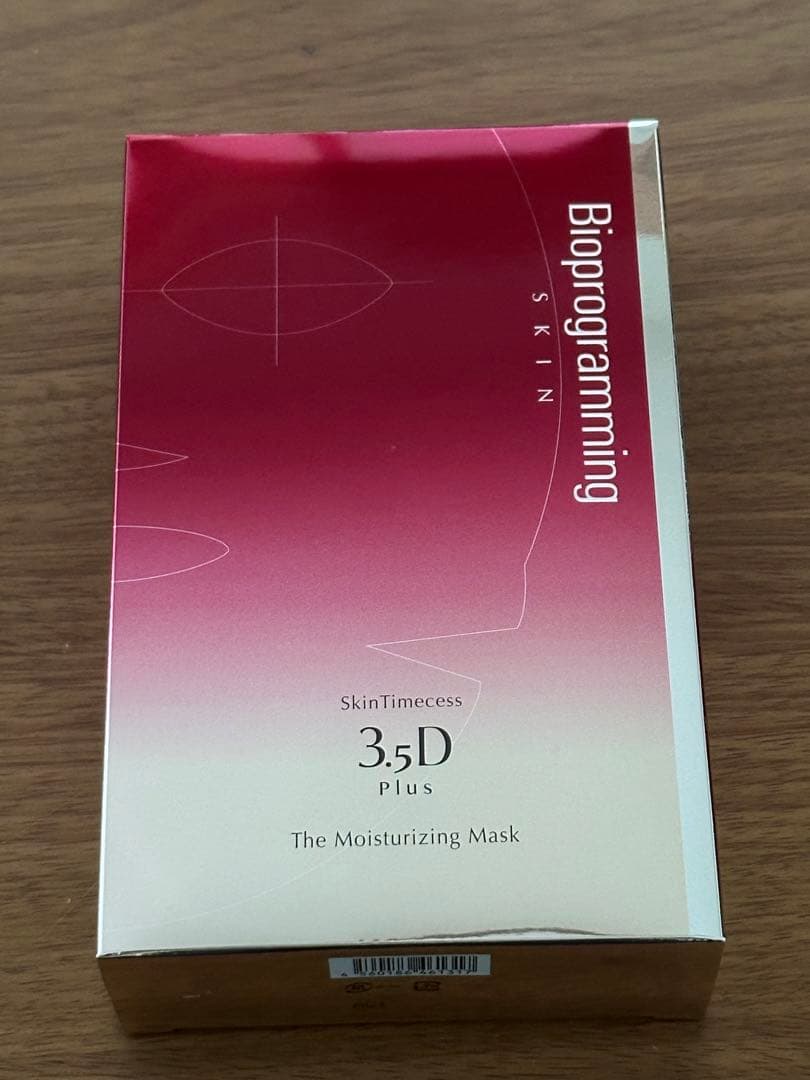 Bioprogramming
SKIN
SkinTimecess
3.5D
Plus
The Moisturizing Mask